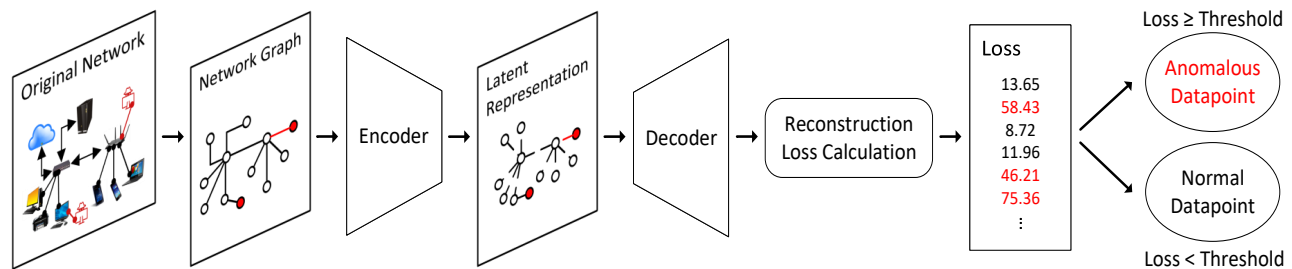 Original Network
Network Graph
Encoder
Latent
Representation
Decoder
Reconstruction
Loss Calculation
Loss
13.65
58.43
8.72
11.96
46.21
75.36
⋮
Loss ≥ Threshold
Anomalous
Datapoint
Normal
Datapoint
Loss < Threshold